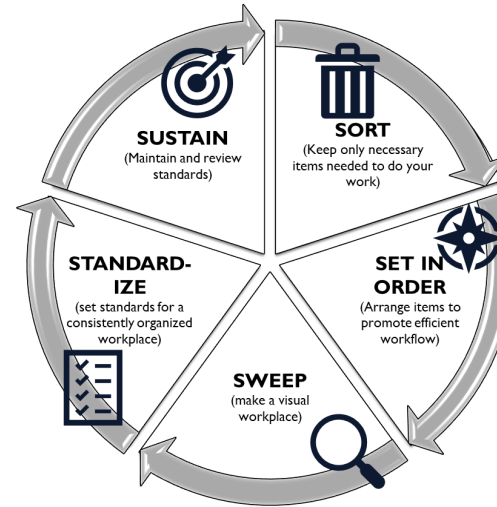 SORT
(Keep only necessary
items needed to do your
work)
SET IN
ORDER
(Arrange items to
promote efficient
workflow)
SWEEP
(make a visual
workplace)
STANDARD-
IZE
(set standards for a
consistently organized
workplace)
SUSTAIN
(Maintain and review
standards)